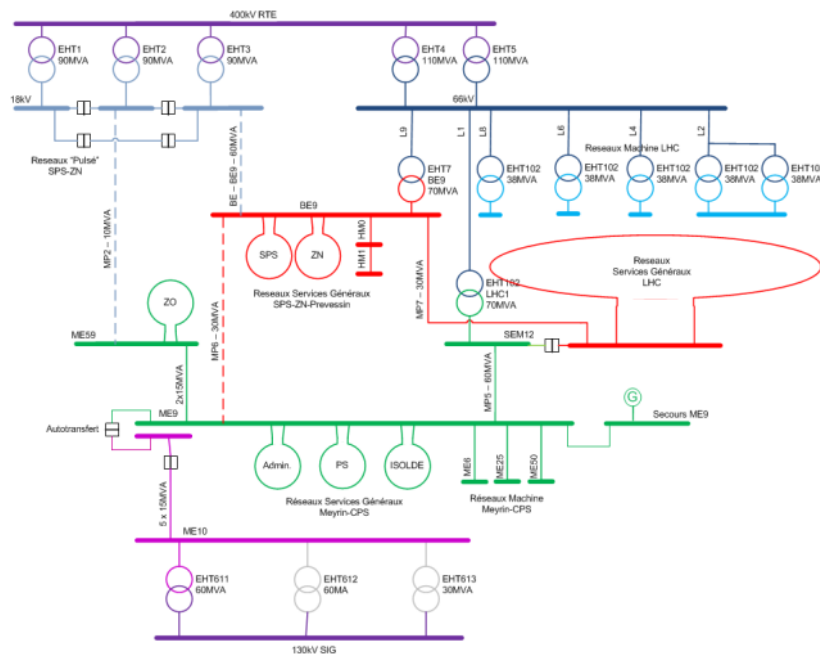 400kV RTE
EHT1
90MVA
EHT2
90MVA
EHT3
90MVA
EHT4
110MVA
EHT5
110MVA
18kV
66kV
Reseaux "Pulsé"
SPS-ZN
MP2 – 10MVA
BE – BE9 – 60MVA
L9
L1
L8
L6
L4
L2
Reseaux Machine LHC
EHT7
BE9
70MVA
EHT102
38MVA
EHT102
38MVA
EHT102
38MVA
EHT102
38MVA
EHT10
38MVA
BE9
SPS
ZN
HM1
HM0
Reseaux Services Généraux
SPS-ZN-Prevessin
MP6 – 30MVA
MP7 – 30MVA
Reseaux
Services Généraux
LHC
EHT102
LHC1
70MVA
ZO
ME59
SEM12
2x15MVA
MP5 – 60MVA
ME9
Autotransfert
G
Secours ME9
Admin.
PS
ISOLDE
ME6
ME25
ME50
Réseaux Services Généraux
Meyrin-CPS
Réseaux Machine
Meyrin-CPS
5 x 15MVA
ME10
EHT611
60MVA
EHT612
60MA
EHT613
30MVA
130kV SIG